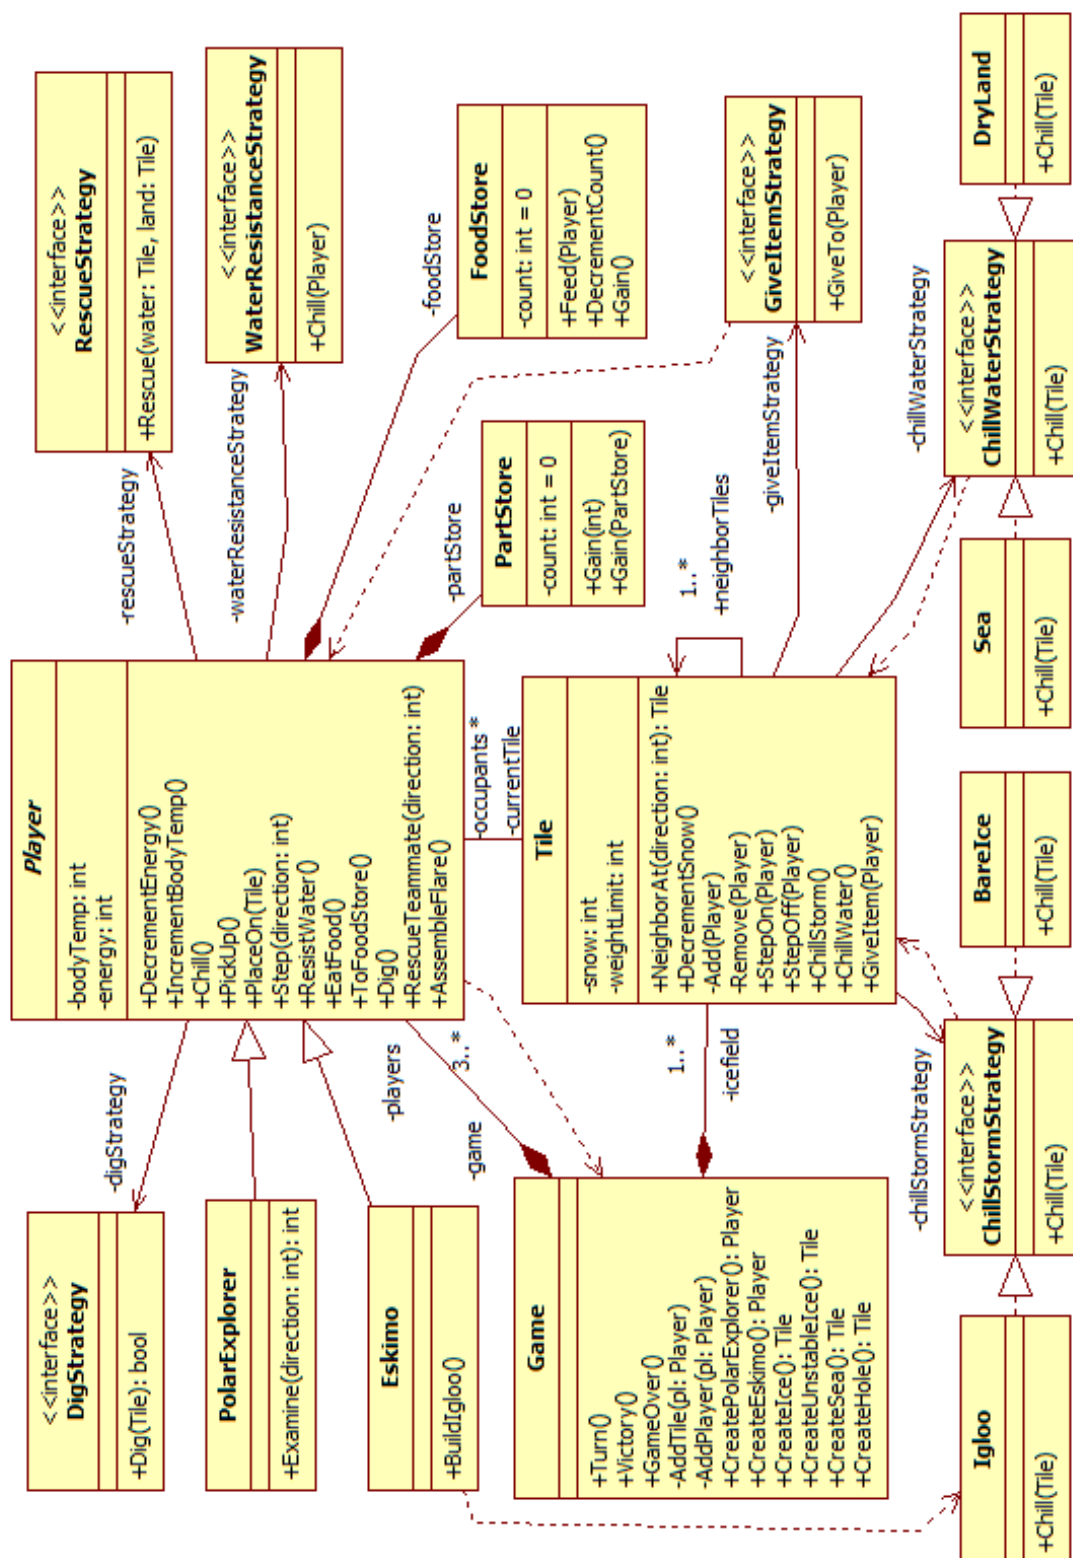 <<interface>>
DigStrategy
+Dig(Tile): bool
PolarExplorer
+Examine(direction: int): int
Eskimo
+BuildIgloo()
Game
+Turn()
+Victory()
+GameOver()
-AddTile(pl: Player)
-AddPlayer(pl: Player)
+CreatePolarExplorer(): Player
+CreateEskimo(): Player
+CreateIce(): Tile
+CreateUnstableIce(): Tile
+CreateSea(): Tile
+CreateHole(): Tile
Igloo
+Chill(Tile)
-digStrategy
-players
3..*
-game
1..*
-icefield
-chillStormStrategy
<<interface>>
ChillStormStrategy
+Chill(Tile)
Player
-bodyTemp: int
-energy: int
+DecrementEnergy()
+IncrementBodyTemp()
+Chill()
+PickUp()
+PlaceOn(Tile)
+Step(direction: int)
+ResistWater()
+EatFood()
+ToFoodStore()
+Dig()
+RescueTeammate(direction: int)
+AssembleFlare()
-occupants *
-currentTile
Tile
-snow: int
-weightLimit: int
+NeighborAt(direction: int): Tile
+DecrementSnow()
-Add(Player)
-Remove(Player)
+StepOn(Player)
+StepOff(Player)
+ChillStorm()
+ChillWater()
+GiveItem(Player)
BareIce
+Chill(Tile)
-rescueStrategy
-waterResistanceStrategy
-foodStore
-partStore
PartStore
-count: int = 0
+Gain(int)
+Gain(PartStore)
1..*
+neighborTiles
-giveItemStrategy
-chillWaterStrategy
Sea
+Chill(Tile)
<<interface>>
RescueStrategy
+Rescue(water: Tile, land: Tile)
<<interface>>
WaterResistanceStrategy
+Chill(Player)
FoodStore
-count: int = 0
+Feed(Player)
+DecrementCount()
+Gain()
<<interface>>
GiveItemStrategy
+GiveTo(Player)
<<interface>>
ChillWaterStrategy
+Chill(Tile)
DryLand
+Chill(Tile)